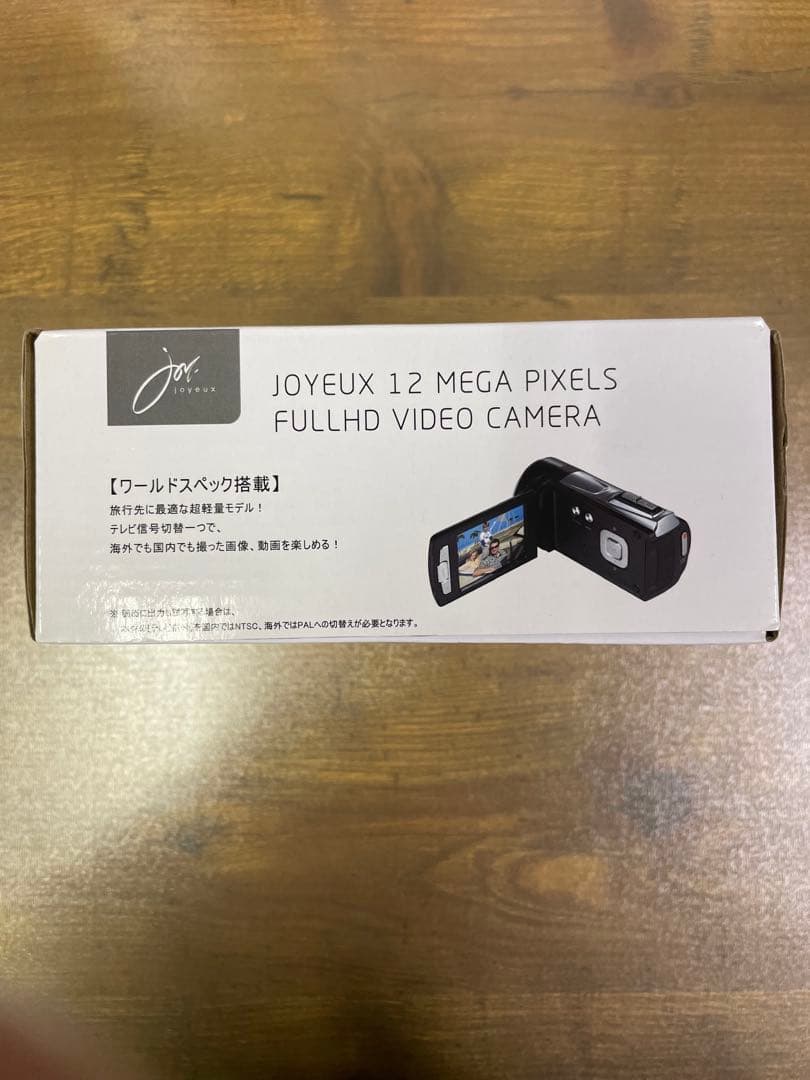 joy.
joyeux
JOYEUX 12 MEGA PIXELS
FULLHD VIDEO CAMERA
【ワールドスペック搭載】
旅行先に最適な超軽量モデル!
テレビ信号切替一つで、
海外でも国内でも撮った画像、動画を楽しめる!
場合は、
国内ではNTSC、海外ではPALへの切替えが必要となります。